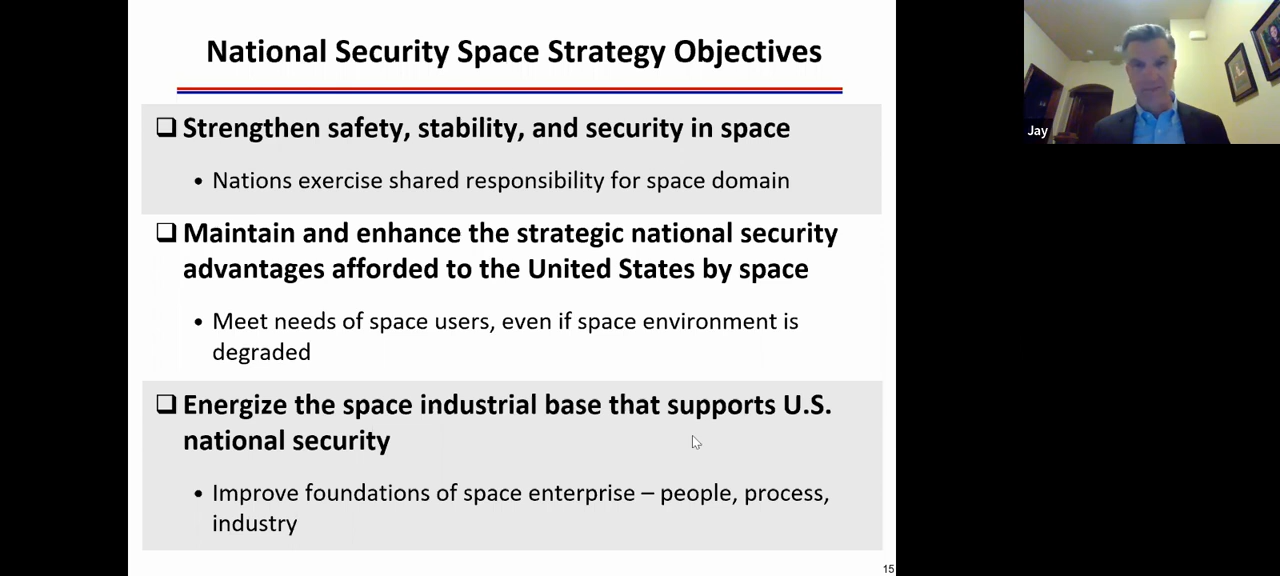 National Security Space Strategy Objectives
Strengthen safety, stability, and security in space
• Nations exercise shared responsibility for space domain
Maintain and enhance the strategic national security
advantages afforded to the United States by space
• Meet needs of space users, even if space environment is
degraded
Energize the space industrial base that supports U.S.
national security
• Improve foundations of space enterprise – people, process,
industry
15
Jay